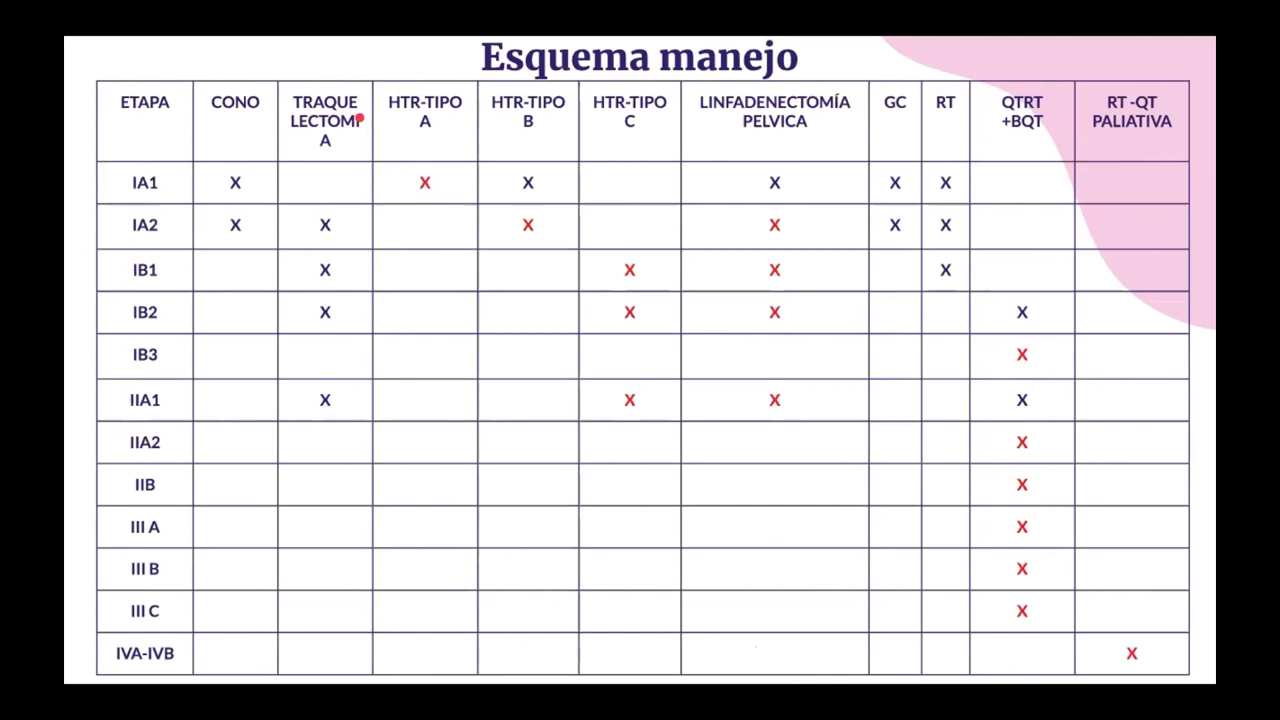 Esquema manejo
ETAPA CONO TRAQUE HTR-TIPO HTR-TIPO HTR-TIPO LINFADENECTOMÍA GC RT QTRT RT -QT
LECTOMI A B C PELVICA +BQT PALIATIVA
A
IA1 X X X X X X
IA2 X X X X X X
IB1 X X X X
IB2 X X X X
IB3 X
IIA1 X X X X
IIA2 X
IIB X
III A X
III B X
III C X
IVA-IVB X